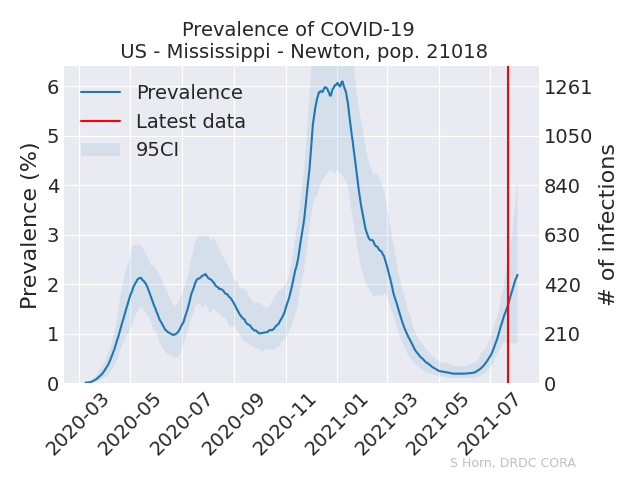 Prevalence of COVID-19
US - Mississippi - Newton, pop. 21018
Prevalence
Latest data
95CI
Prevalence (%)
6
5
4
3
2
1
0
1261
1050
840
630
420
210
0
# of infections
2020-03
2020-05
2020-07
2020-09
2020-11
2021-01
2021-03
2021-05
2021-07
S Horn, DRDC CORA